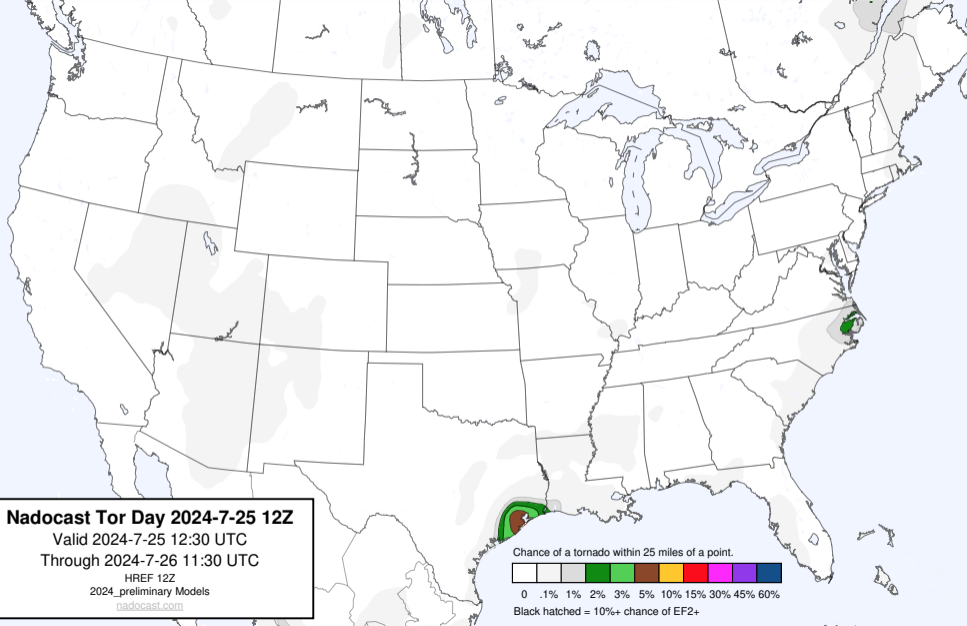 Nadocast Tor Day 2024-7-25 12Z
Valid 2024-7-25 12:30 UTC
Through 2024-7-26 11:30 UTC
HREF 12Z
2024_preliminary Models
nadocast.com
Chance of a tornado within 25 miles of a point.
0 .1% 1% 2% 3% 5% 10% 15% 30% 45% 60%
Black hatched = 10%+ chance of EF2+